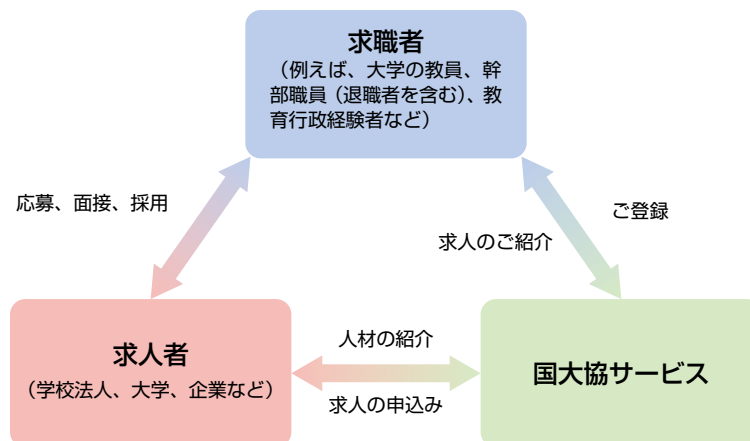 求職者
（例えば、大学の教員、幹
部職員（退職者を含む）、教
育行政経験者など）
応募、面接、採用
ご登録
求人のご紹介
求人者
（学校法人、大学、企業など）
人材の紹介
求人の申込み
国大協サービス